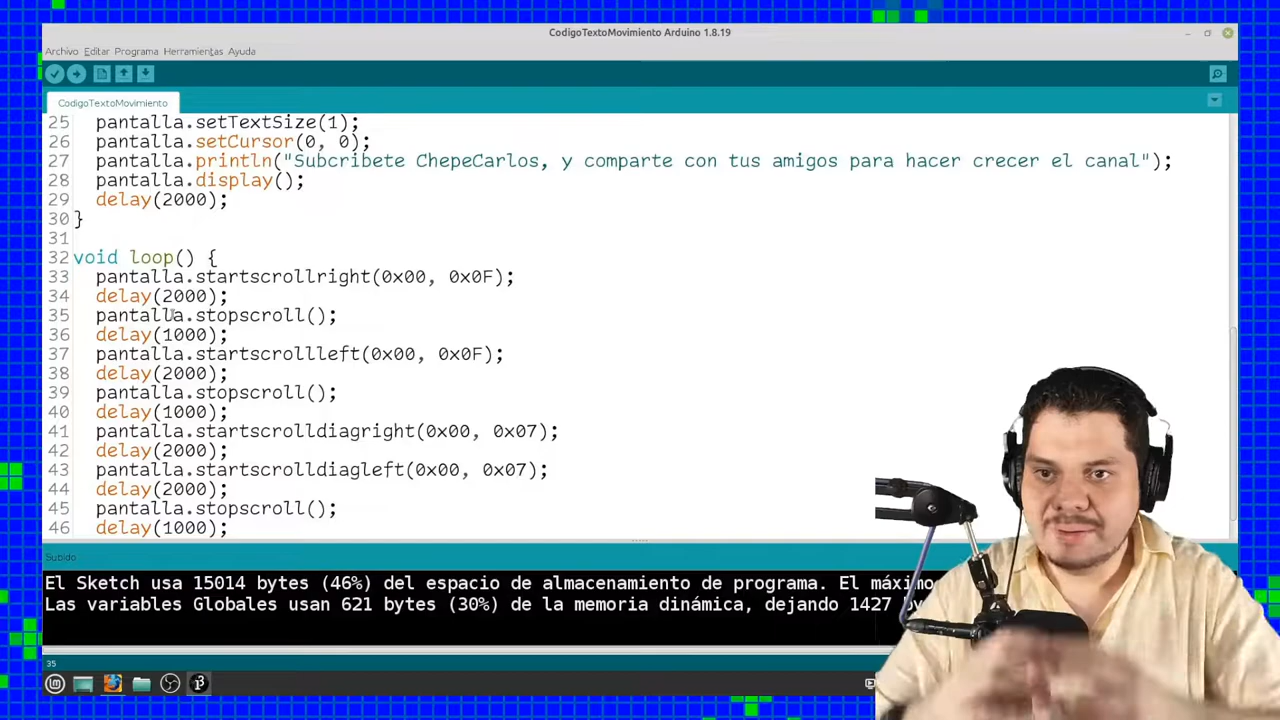 CodigoTextoMovimiento Arduino 1.8.19
Archivo Editar Programa Herramientas Ayuda
CodigoTextoMovimiento
25 pantalla.setTextSize(1);
26 pantalla.setCursor(0, 0);
27 pantalla.println("Subcribete ChepeCarlos, y comparte con tus amigos para hacer crecer el canal");
28 pantalla.display();
29 delay(2000);
30 }
31
32 void loop() {
33 pantalla.startscrollright(0x00, 0x0F);
34 delay(2000);
35 pantalla.stopscroll();
36 delay(1000);
37 pantalla.startscrollleft(0x00, 0x0F);
38 delay(2000);
39 pantalla.stopscroll();
40 delay(1000);
41 pantalla.startscrolldiagright(0x00, 0x07);
42 delay(2000);
43 pantalla.startscrolldiagleft(0x00, 0x07);
44 delay(2000);
45 pantalla.stopscroll();
46 delay(1000);
Subido
El Sketch usa 15014 bytes (46%) del espacio de almacenamiento de programa. El máximo
Las variables Globales usan 621 bytes (30%) de la memoria dinámica, dejando 1427
35